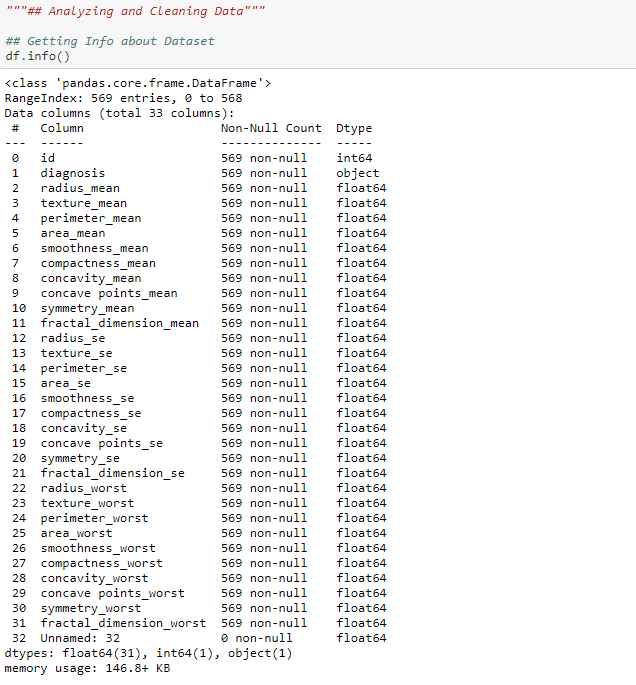 """## Analyzing and Cleaning Data"""
## Getting Info about Dataset
df.info()
<class 'pandas.core.frame.DataFrame'>
RangeIndex: 569 entries, 0 to 568
Data columns (total 33 columns):
 #   Column                   Non-Null Count  Dtype
---  ------                   --------------  -----
 0   id                       569 non-null    int64
 1   diagnosis                569 non-null    object
 2   radius_mean              569 non-null    float64
 3   texture_mean             569 non-null    float64
 4   perimeter_mean           569 non-null    float64
 5   area_mean                569 non-null    float64
 6   smoothness_mean          569 non-null    float64
 7   compactness_mean         569 non-null    float64
 8   concavity_mean           569 non-null    float64
 9   concave points_mean      569 non-null    float64
 10  symmetry_mean            569 non-null    float64
 11  fractal_dimension_mean   569 non-null    float64
 12  radius_se                569 non-null    float64
 13  texture_se               569 non-null    float64
 14  perimeter_se             569 non-null    float64
 15  area_se                  569 non-null    float64
 16  smoothness_se            569 non-null    float64
 17  compactness_se           569 non-null    float64
 18  concavity_se             569 non-null    float64
 19  concave points_se        569 non-null    float64
 20  symmetry_se              569 non-null    float64
 21  fractal_dimension_se     569 non-null    float64
 22  radius_worst             569 non-null    float64
 23  texture_worst            569 non-null    float64
 24  perimeter_worst          569 non-null    float64
 25  area_worst               569 non-null    float64
 26  smoothness_worst         569 non-null    float64
 27  compactness_worst        569 non-null    float64
 28  concavity_worst          569 non-null    float64
 29  concave points_worst     569 non-null    float64
 30  symmetry_worst           569 non-null    float64
 31  fractal_dimension_worst  569 non-null    float64
 32  Unnamed: 32              0 non-null      float64
dtypes: float64(31), int64(1), object(1)
memory usage: 146.8+ KB